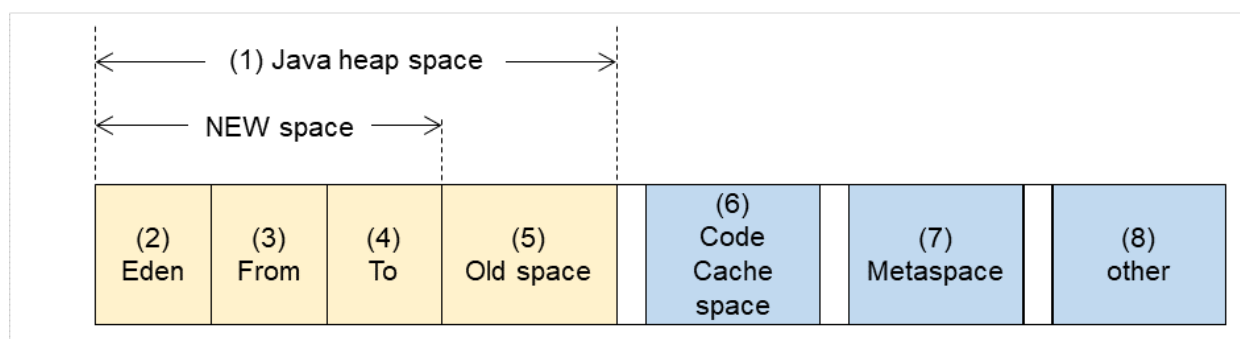 (1) Java heap space
NEW space
(2)
Eden
(3)
From
(4)
To
(5)
Old space
(6)
Code
Cache
space
(7)
Metaspace
(8)
other